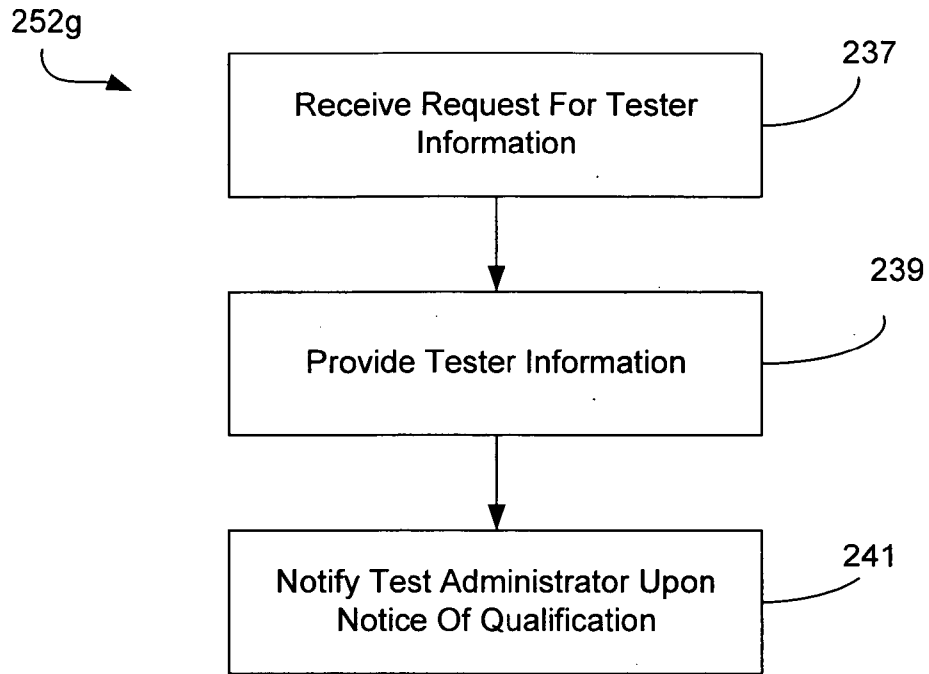 252g
237
Receive Request For Tester
Information
239
Provide Tester Information
241
Notify Test Administrator Upon
Notice Of Qualification